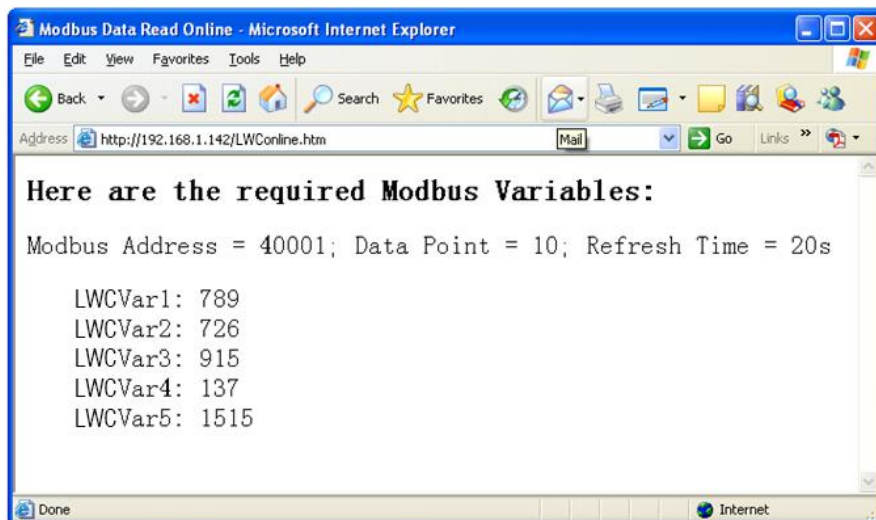 Modbus Data Read Online - Microsoft Internet Explorer
File Edit View Favorites Tools Help
Back Search Favorites
Address http://192.168.1.142/LWConline.htm Mail Go Links »
Here are the required Modbus Variables:
Modbus Address = 40001; Data Point = 10; Refresh Time = 20s
LWCVar1: 789
LWCVar2: 726
LWCVar3: 915
LWCVar4: 137
LWCVar5: 1515
Done Internet